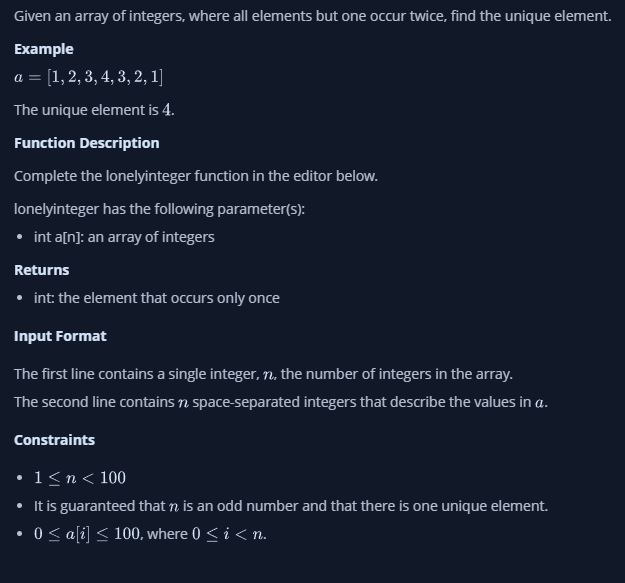 Given an array of integers, where all elements but one occur twice, find the unique element.
Example
a = [1, 2, 3, 4, 3, 2, 1]
The unique element is 4.
Function Description
Complete the lonelyinteger function in the editor below.
lonelyinteger has the following parameter(s):
• int a[n]: an array of integers
Returns
• int: the element that occurs only once
Input Format
The first line contains a single integer, n, the number of integers in the array.
The second line contains n space-separated integers that describe the values in a.
Constraints
• 1 ≤ n < 100
• It is guaranteed that n is an odd number and that there is one unique element.
• 0 ≤ a[i] ≤ 100, where 0 ≤ i < n.